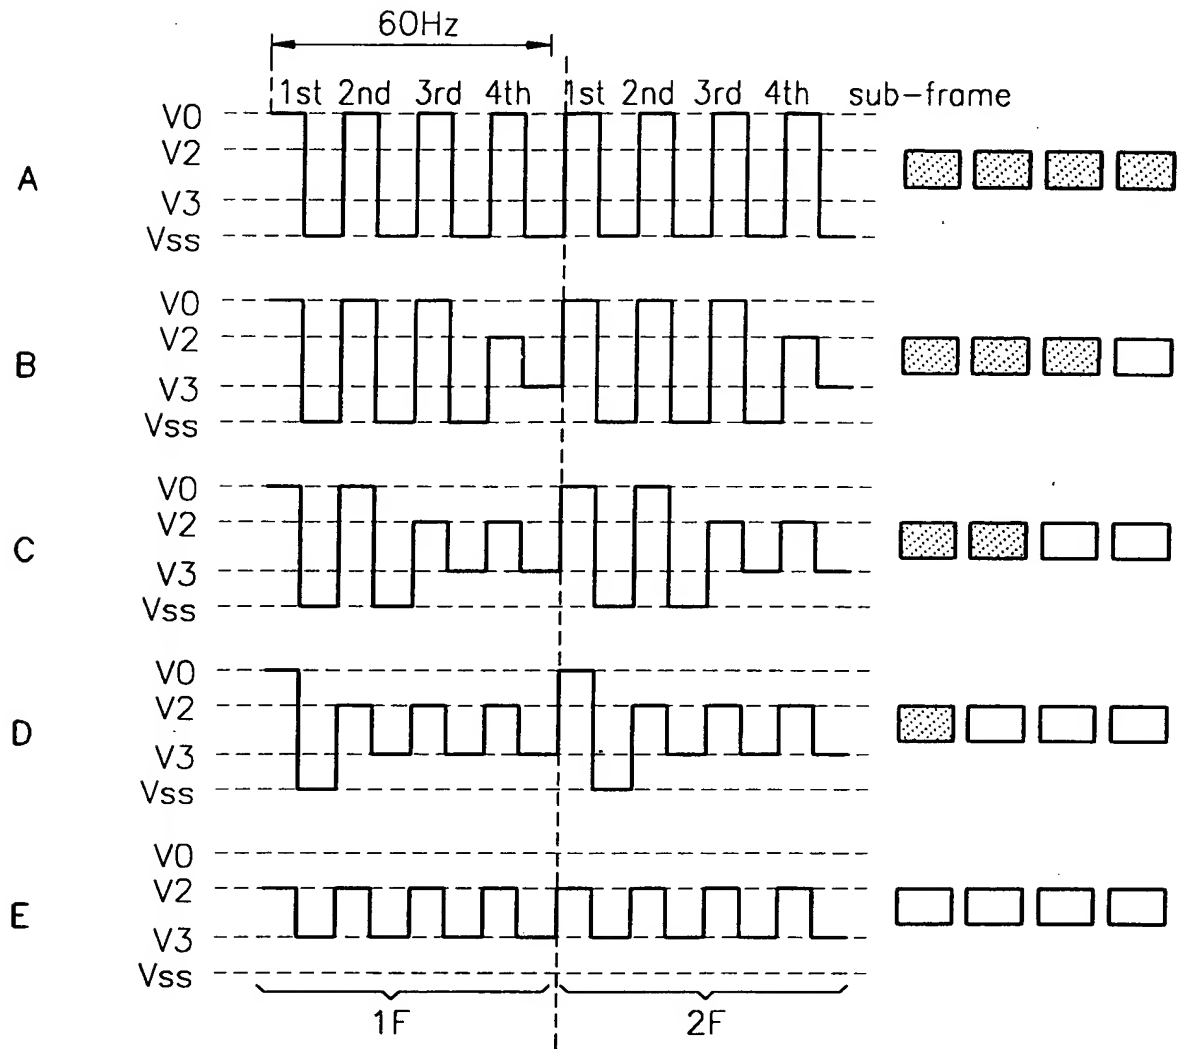 60Hz
1st 2nd 3rd 4th 1st 2nd 3rd 4th sub-frame
A
V0
V2
V3
Vss
B
V0
V2
V3
Vss
C
V0
V2
V3
Vss
D
V0
V2
V3
Vss
E
V0
V2
V3
Vss
1F 2F